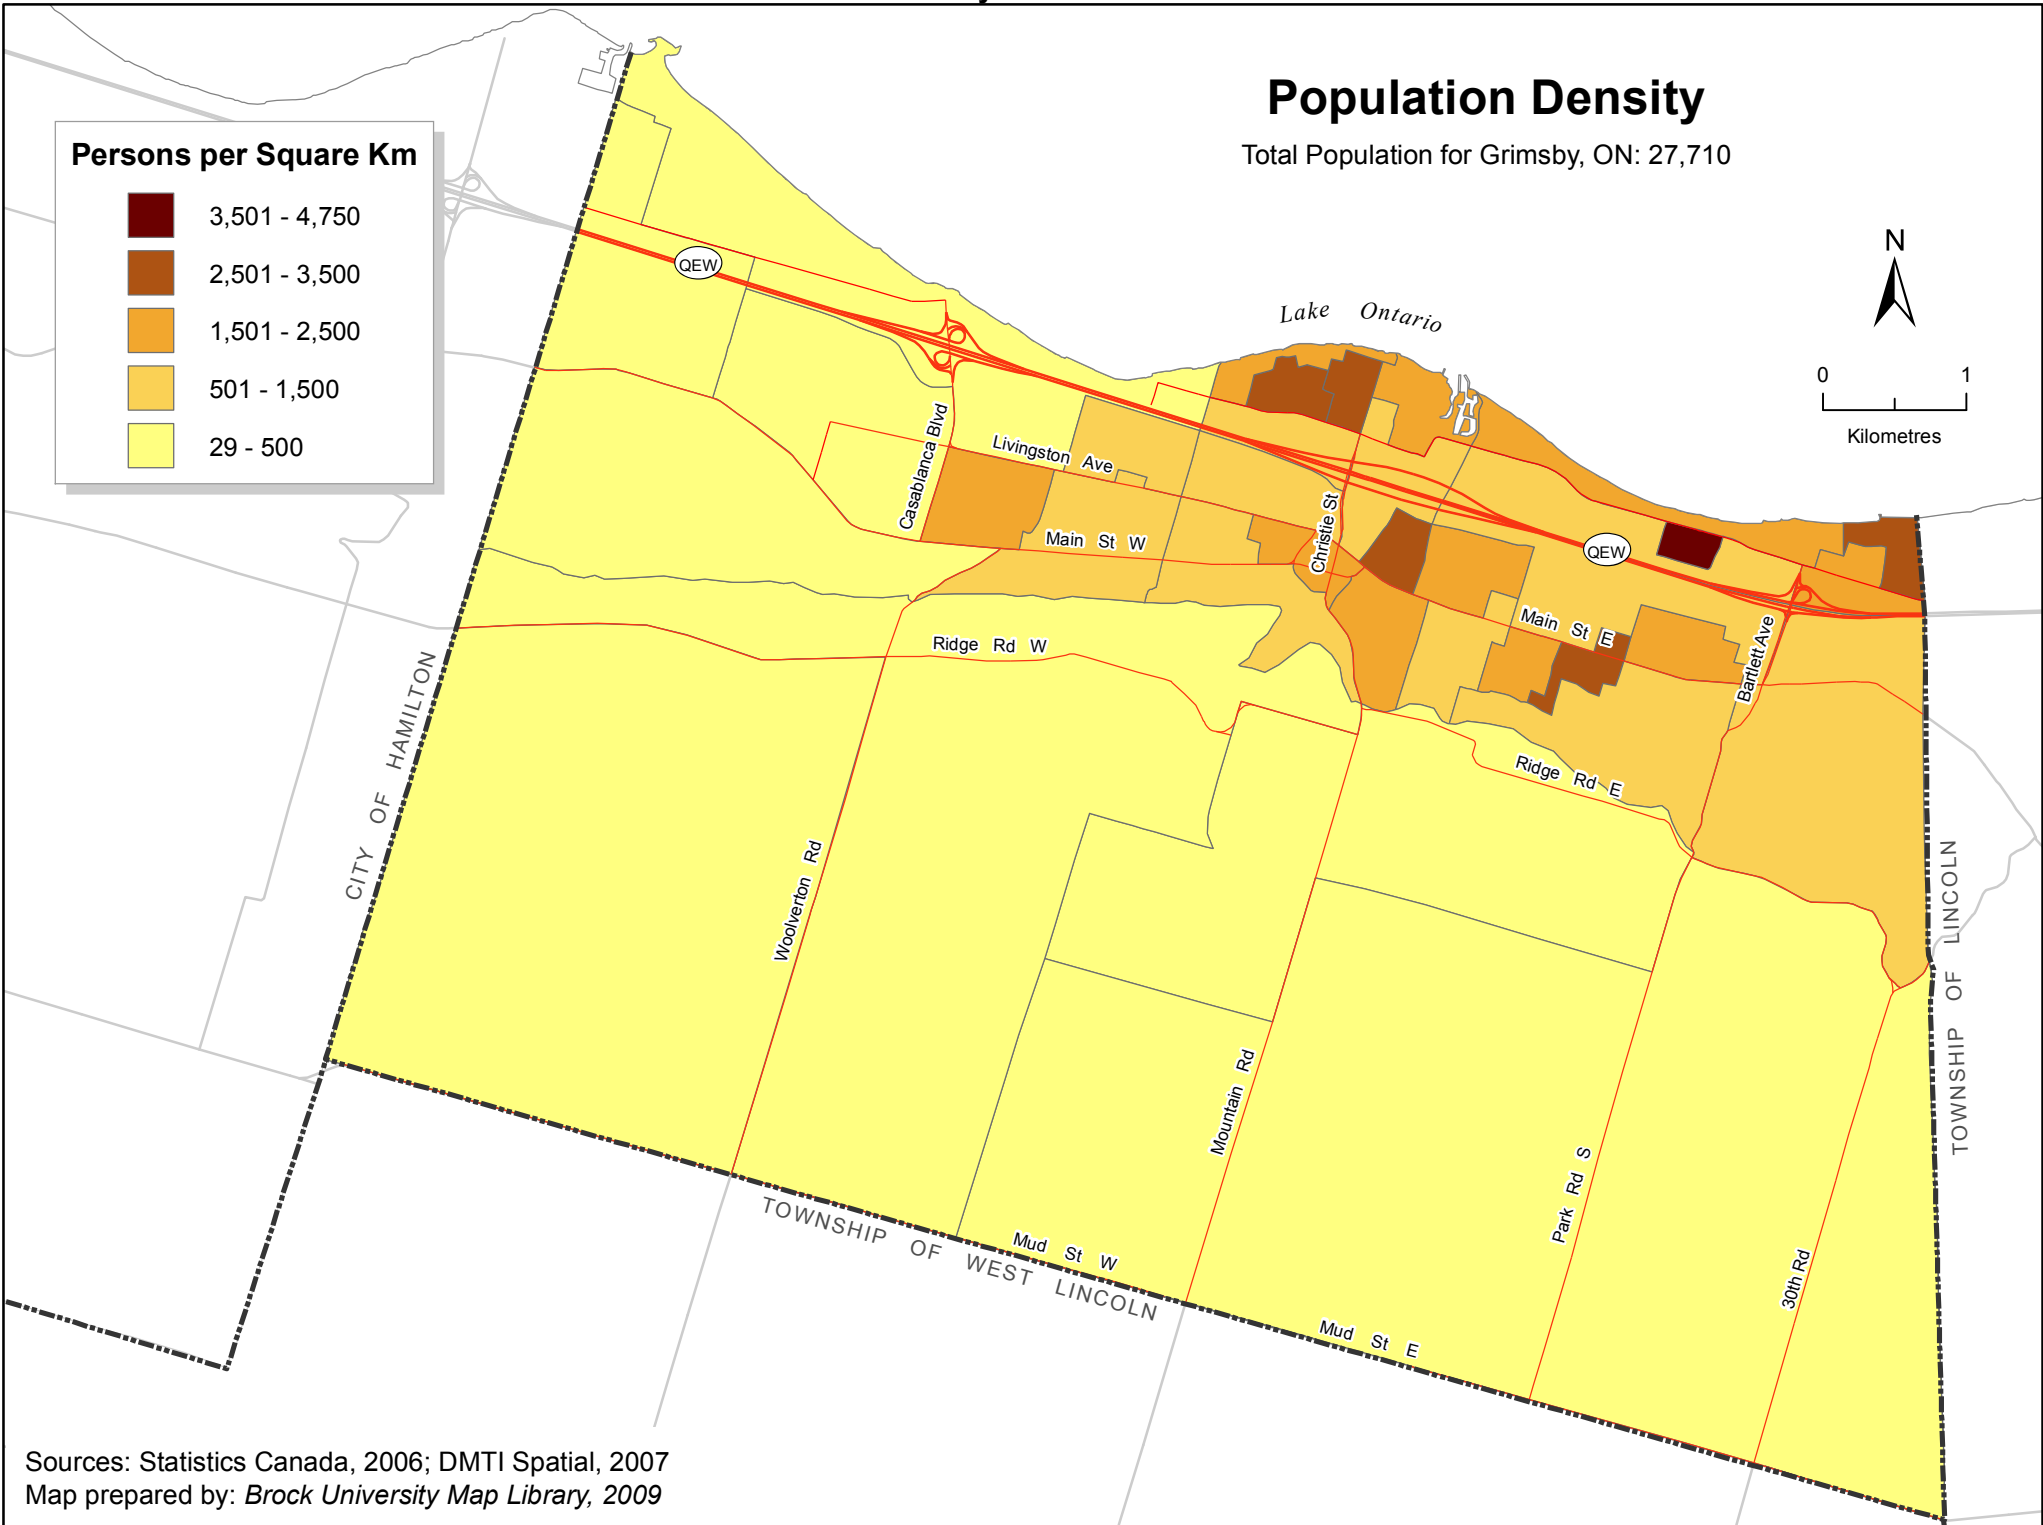 Population Density
Total Population for Grimsby, ON: 27,710
Persons per Square Km
3,501 - 4,750
2,501 - 3,500
1,501 - 2,500
501 - 1,500
29 - 500
N
0 1
Kilometres
Lake Ontario
QEW
QEW
Casablanca Blvd
Livingston Ave
Main St W
Christie St
Main St E
Bartlett Ave
Ridge Rd W
Ridge Rd E
Woolverton Rd
Mountain Rd
Park Rd S
30th Rd
Mud St W
Mud St E
CITY OF HAMILTON
TOWNSHIP OF LINCOLN
TOWNSHIP OF WEST LINCOLN
Sources: Statistics Canada, 2006; DMTI Spatial, 2007
Map prepared by: Brock University Map Library, 2009